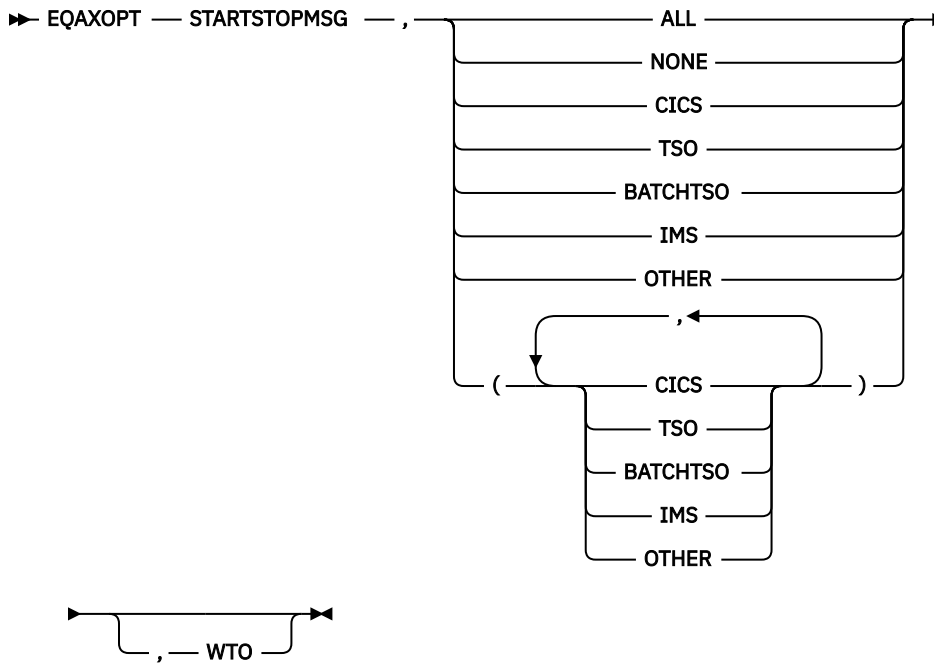 EQAXOPT STARTSTOPMSG , ALL
NONE
CICS
TSO
BATCHTSO
IMS
OTHER
,
( CICS )
TSO
BATCHTSO
IMS
OTHER
, WTO